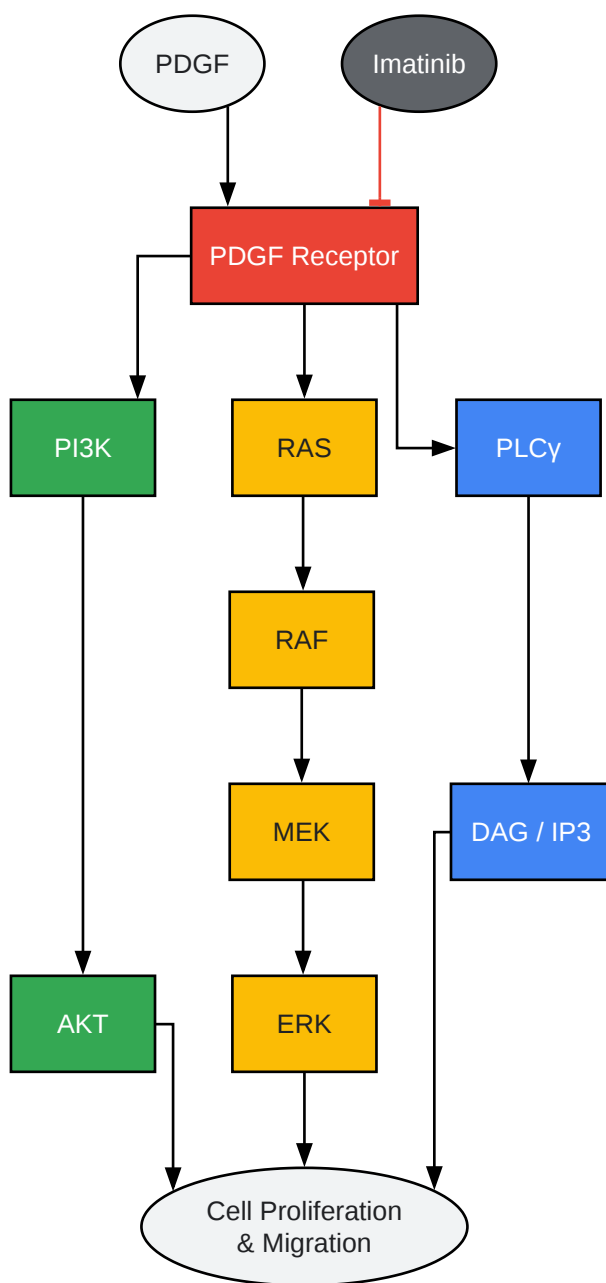 PDGF
Imatinib
PDGF Receptor
PI3K
RAS
PLCγ
RAF
MEK
DAG / IP3
AKT
ERK
Cell Proliferation
& Migration